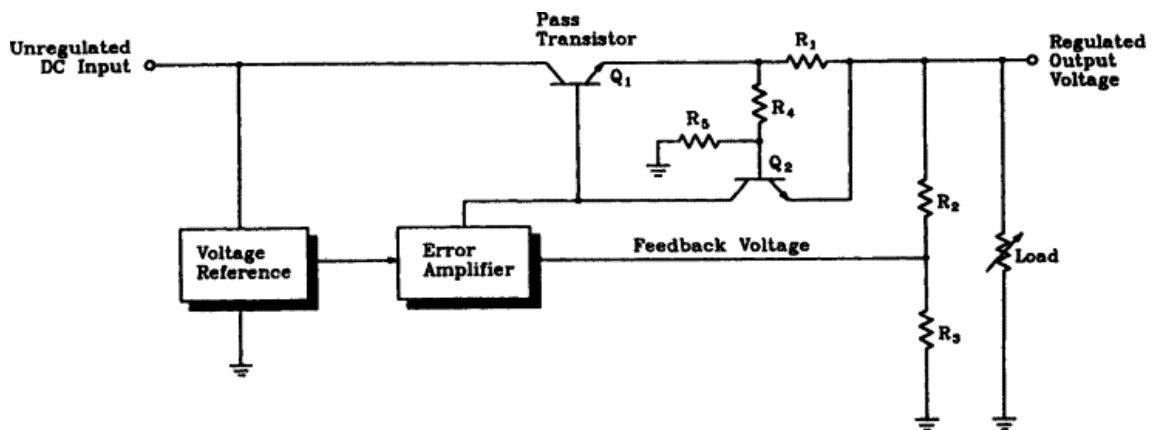 Pass
Transistor
Unregulated
DC Input
Q₁
R₁
Regulated
Output
Voltage
R₄
R₅
Q₂
R₂
Voltage
Reference
Error
Amplifier
Feedback Voltage
Load
R₃